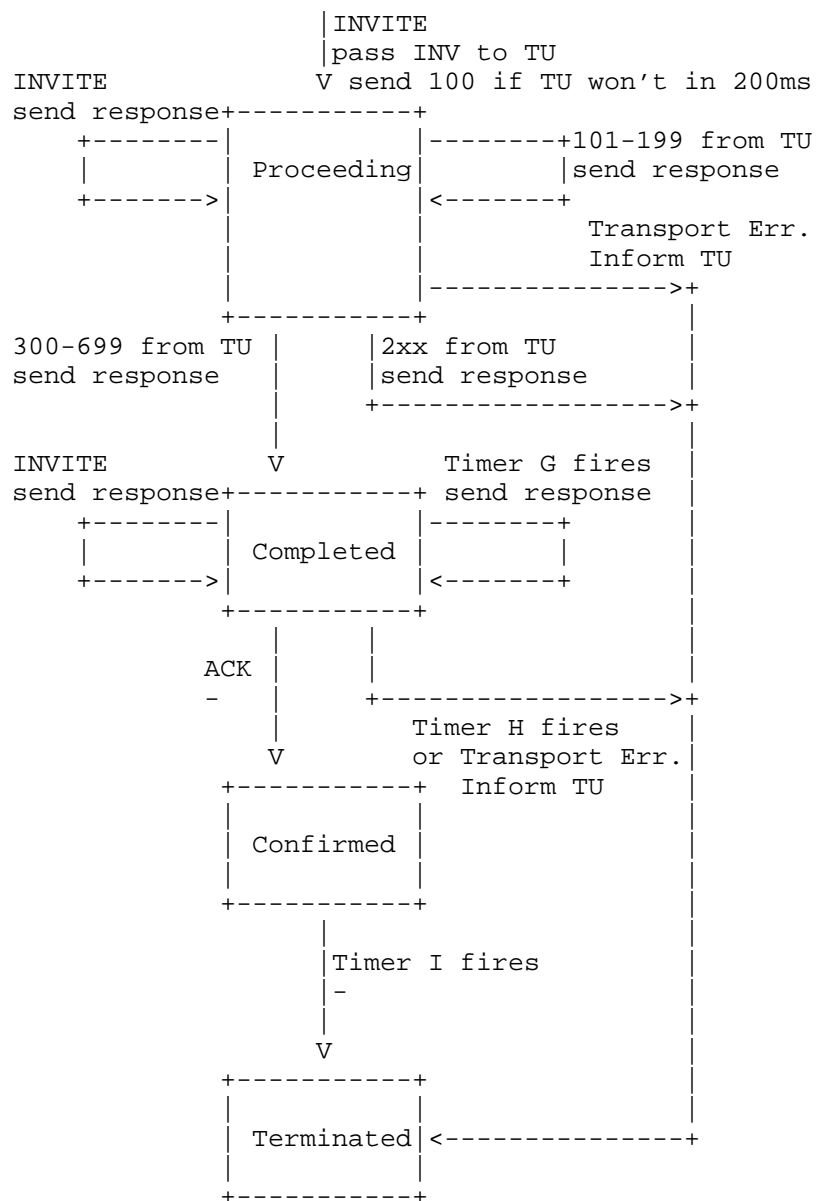 INVITE
pass INV to TU
INVITE send 100 if TU won't in 200ms
send response
101-199 from TU
Proceeding send response
Transport Err.
Inform TU
300-699 from TU 2xx from TU
send response send response
INVITE Timer G fires
send response send response
Completed
ACK
-
Timer H fires
or Transport Err.
Inform TU
Confirmed
Timer I fires
-
Terminated